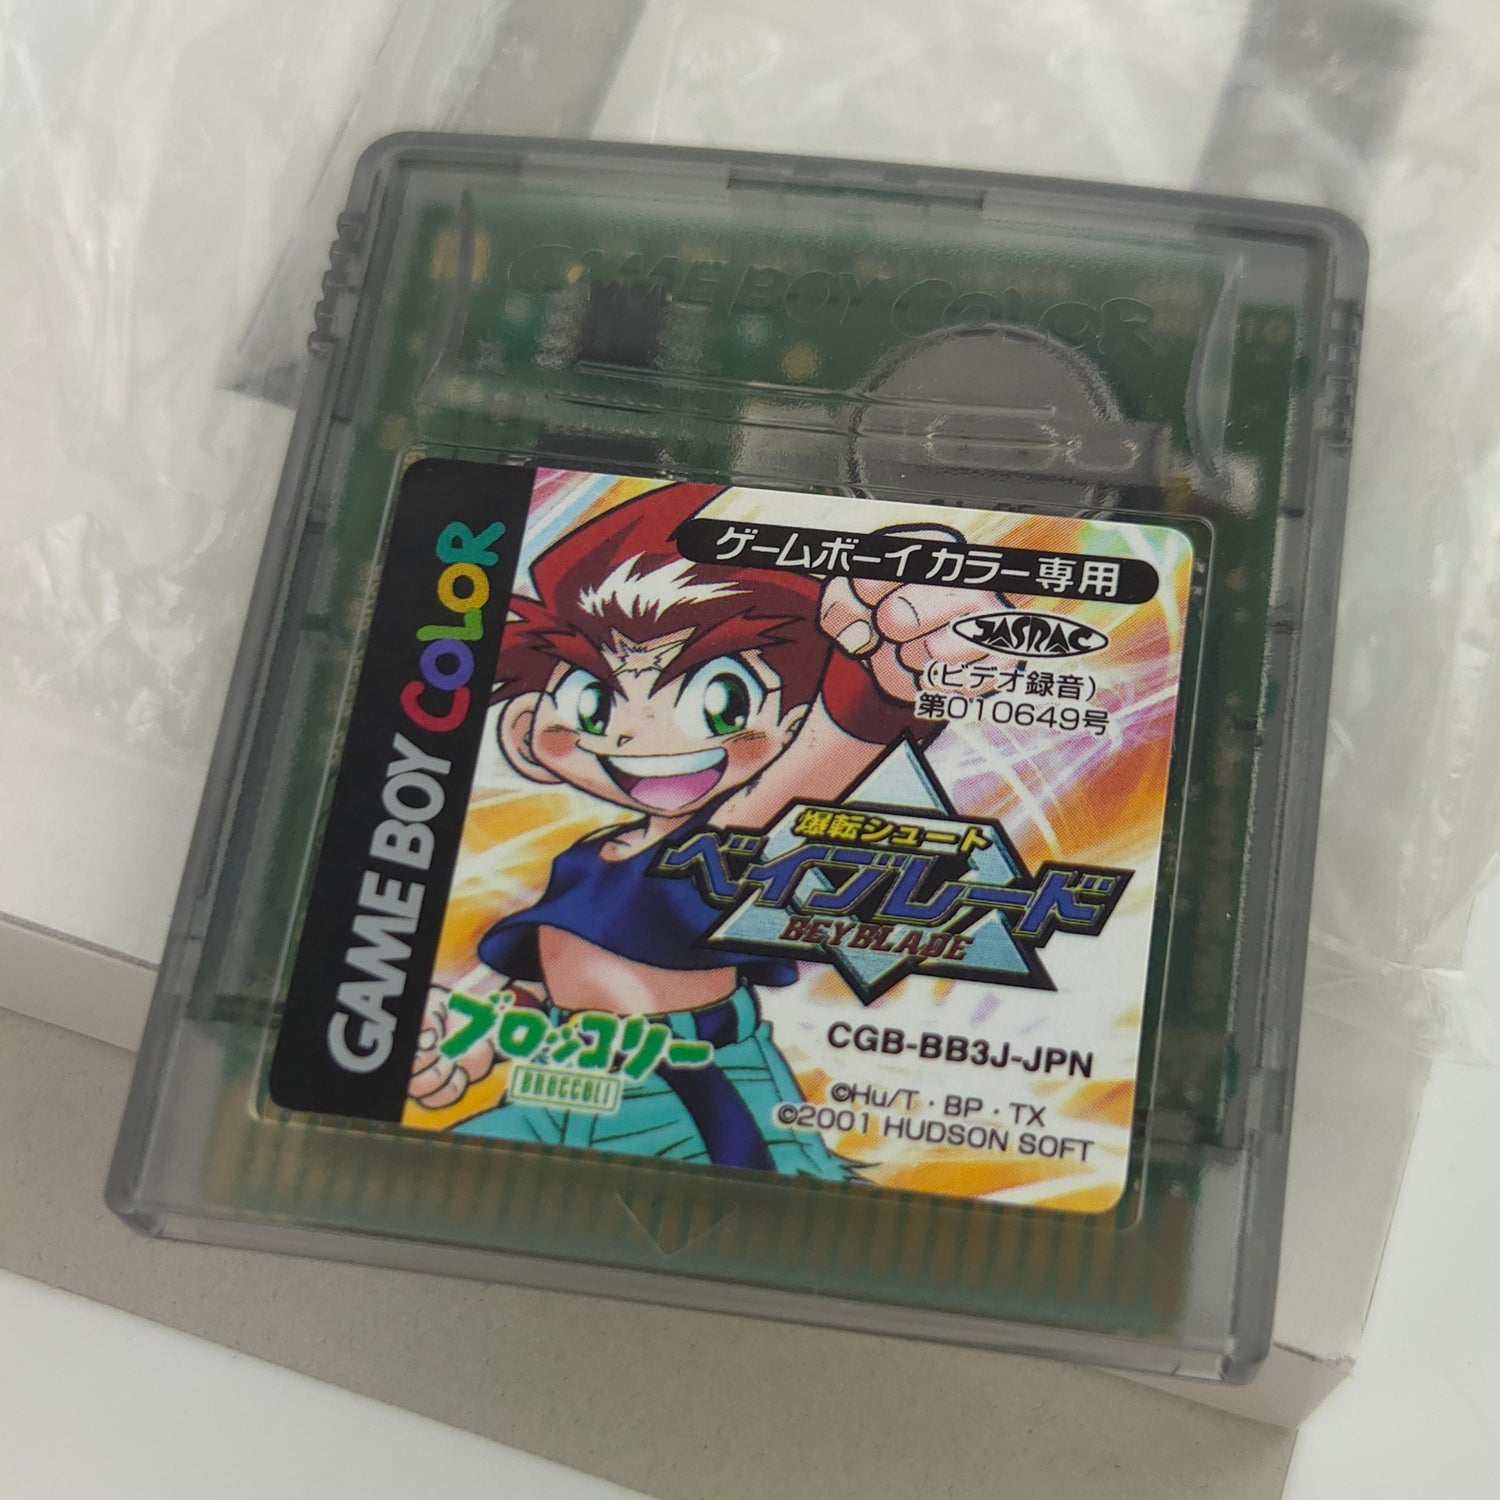 GAME BOY COLOR
GAME BOY COLOR
ゲームボーイカラー専用
JASRAC
(ビデオ録音)
第010649号
爆転シュート
ベイブレード
BEYBLADE
ブロッコリー
BROCCOLI
CGB-BB3J-JPN
©Hu/T・BP・TX
©2001 HUDSON SOFT